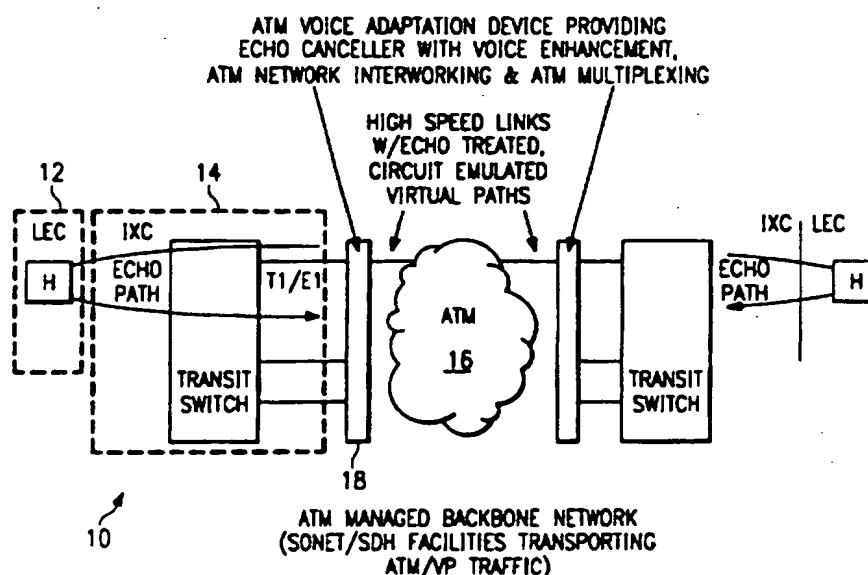 ATM VOICE ADAPTATION DEVICE PROVIDING
ECHO CANCELLER WITH VOICE ENHANCEMENT,
ATM NETWORK INTERWORKING & ATM MULTIPLEXING
HIGH SPEED LINKS
W/ECHO TREATED,
CIRCUIT EMULATED
VIRTUAL PATHS
12
14
LEC
IXC
H
ECHO
PATH
T1/E1
TRANSIT
SWITCH
ATM
16
18
TRANSIT
SWITCH
IXC
LEC
ECHO
PATH
H
10
ATM MANAGED BACKBONE NETWORK
(SONET/SDH FACILITIES TRANSPORTING
ATM/VP TRAFFIC)